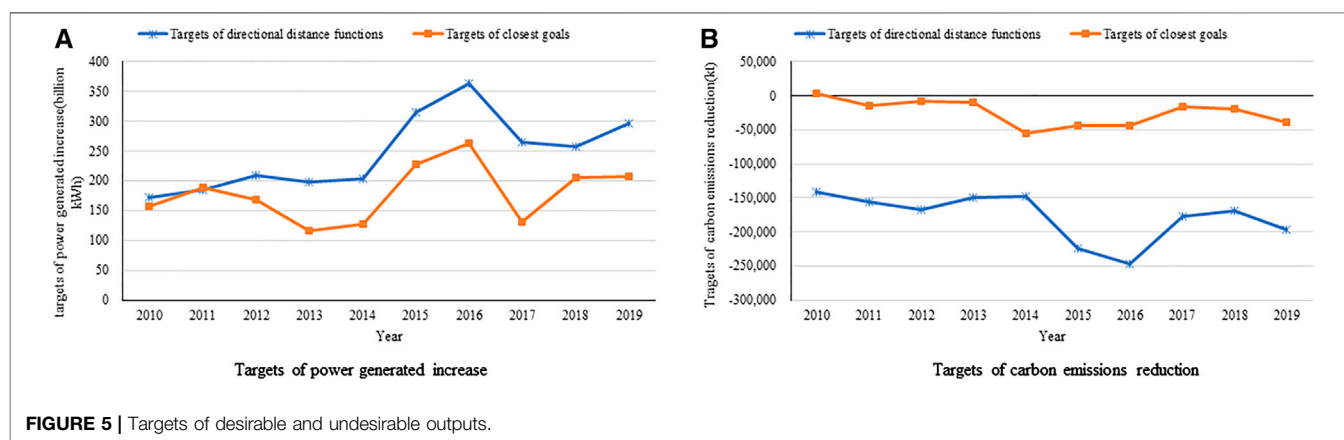 A
Targets of directional distance functions
Targets of closest goals
targets of power generated increase(billion
kWh)
400
350
300
250
200
150
100
50
0
2010 2011 2012 2013 2014 2015 2016 2017 2018 2019
Year
Targets of power generated increase
B
Targets of directional distance functions
Targets of closest goals
Tragets of carbon emissions reduction(kt)
50,000
0
-50,000
-100,000
-150,000
-200,000
-250,000
-300,000
2010 2011 2012 2013 2014 2015 2016 2017 2018 2019
Year
Targets of carbon emissions reduction
FIGURE 5 | Targets of desirable and undesirable outputs.